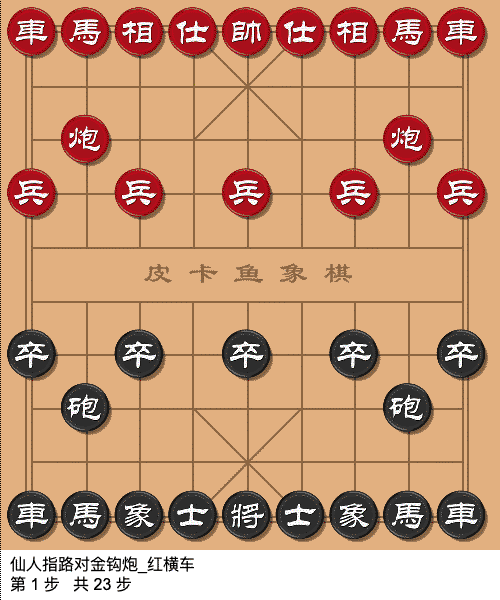 車馬相仕帥仕相馬車
炮炮
兵兵兵兵兵
皮卡鱼象棋
卒卒卒卒卒
砲砲
車馬象士將士象馬車
仙人指路对金钩炮_红横车
第 1 步 共 23 步